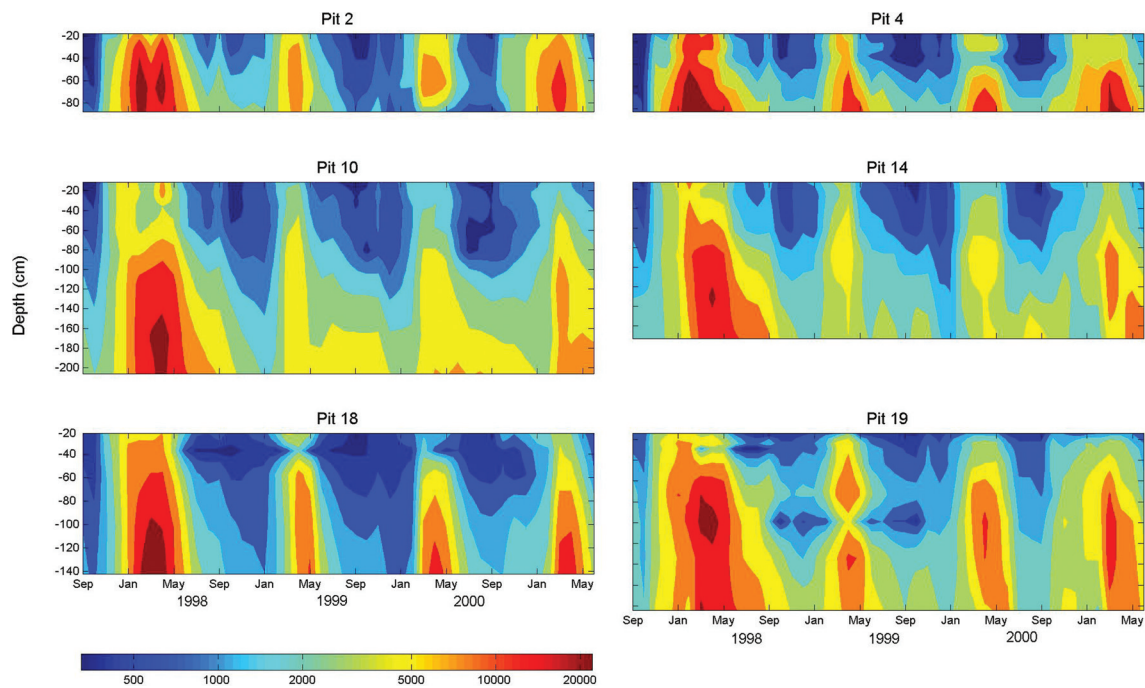 Pit 2
-20
-40
-60
-80
Pit 4
Pit 10
-20
-40
-60
-80
-100
-120
-140
-160
-180
-200
Depth (cm)
Pit 14
Pit 18
-20
-40
-60
-80
-100
-120
-140
Sep Jan May Sep Jan May Sep Jan May Sep Jan May
1998 1999 2000
Pit 19
Sep Jan May Sep Jan May Sep Jan May Sep Jan May
1998 1999 2000
500 1000 2000 5000 10000 20000